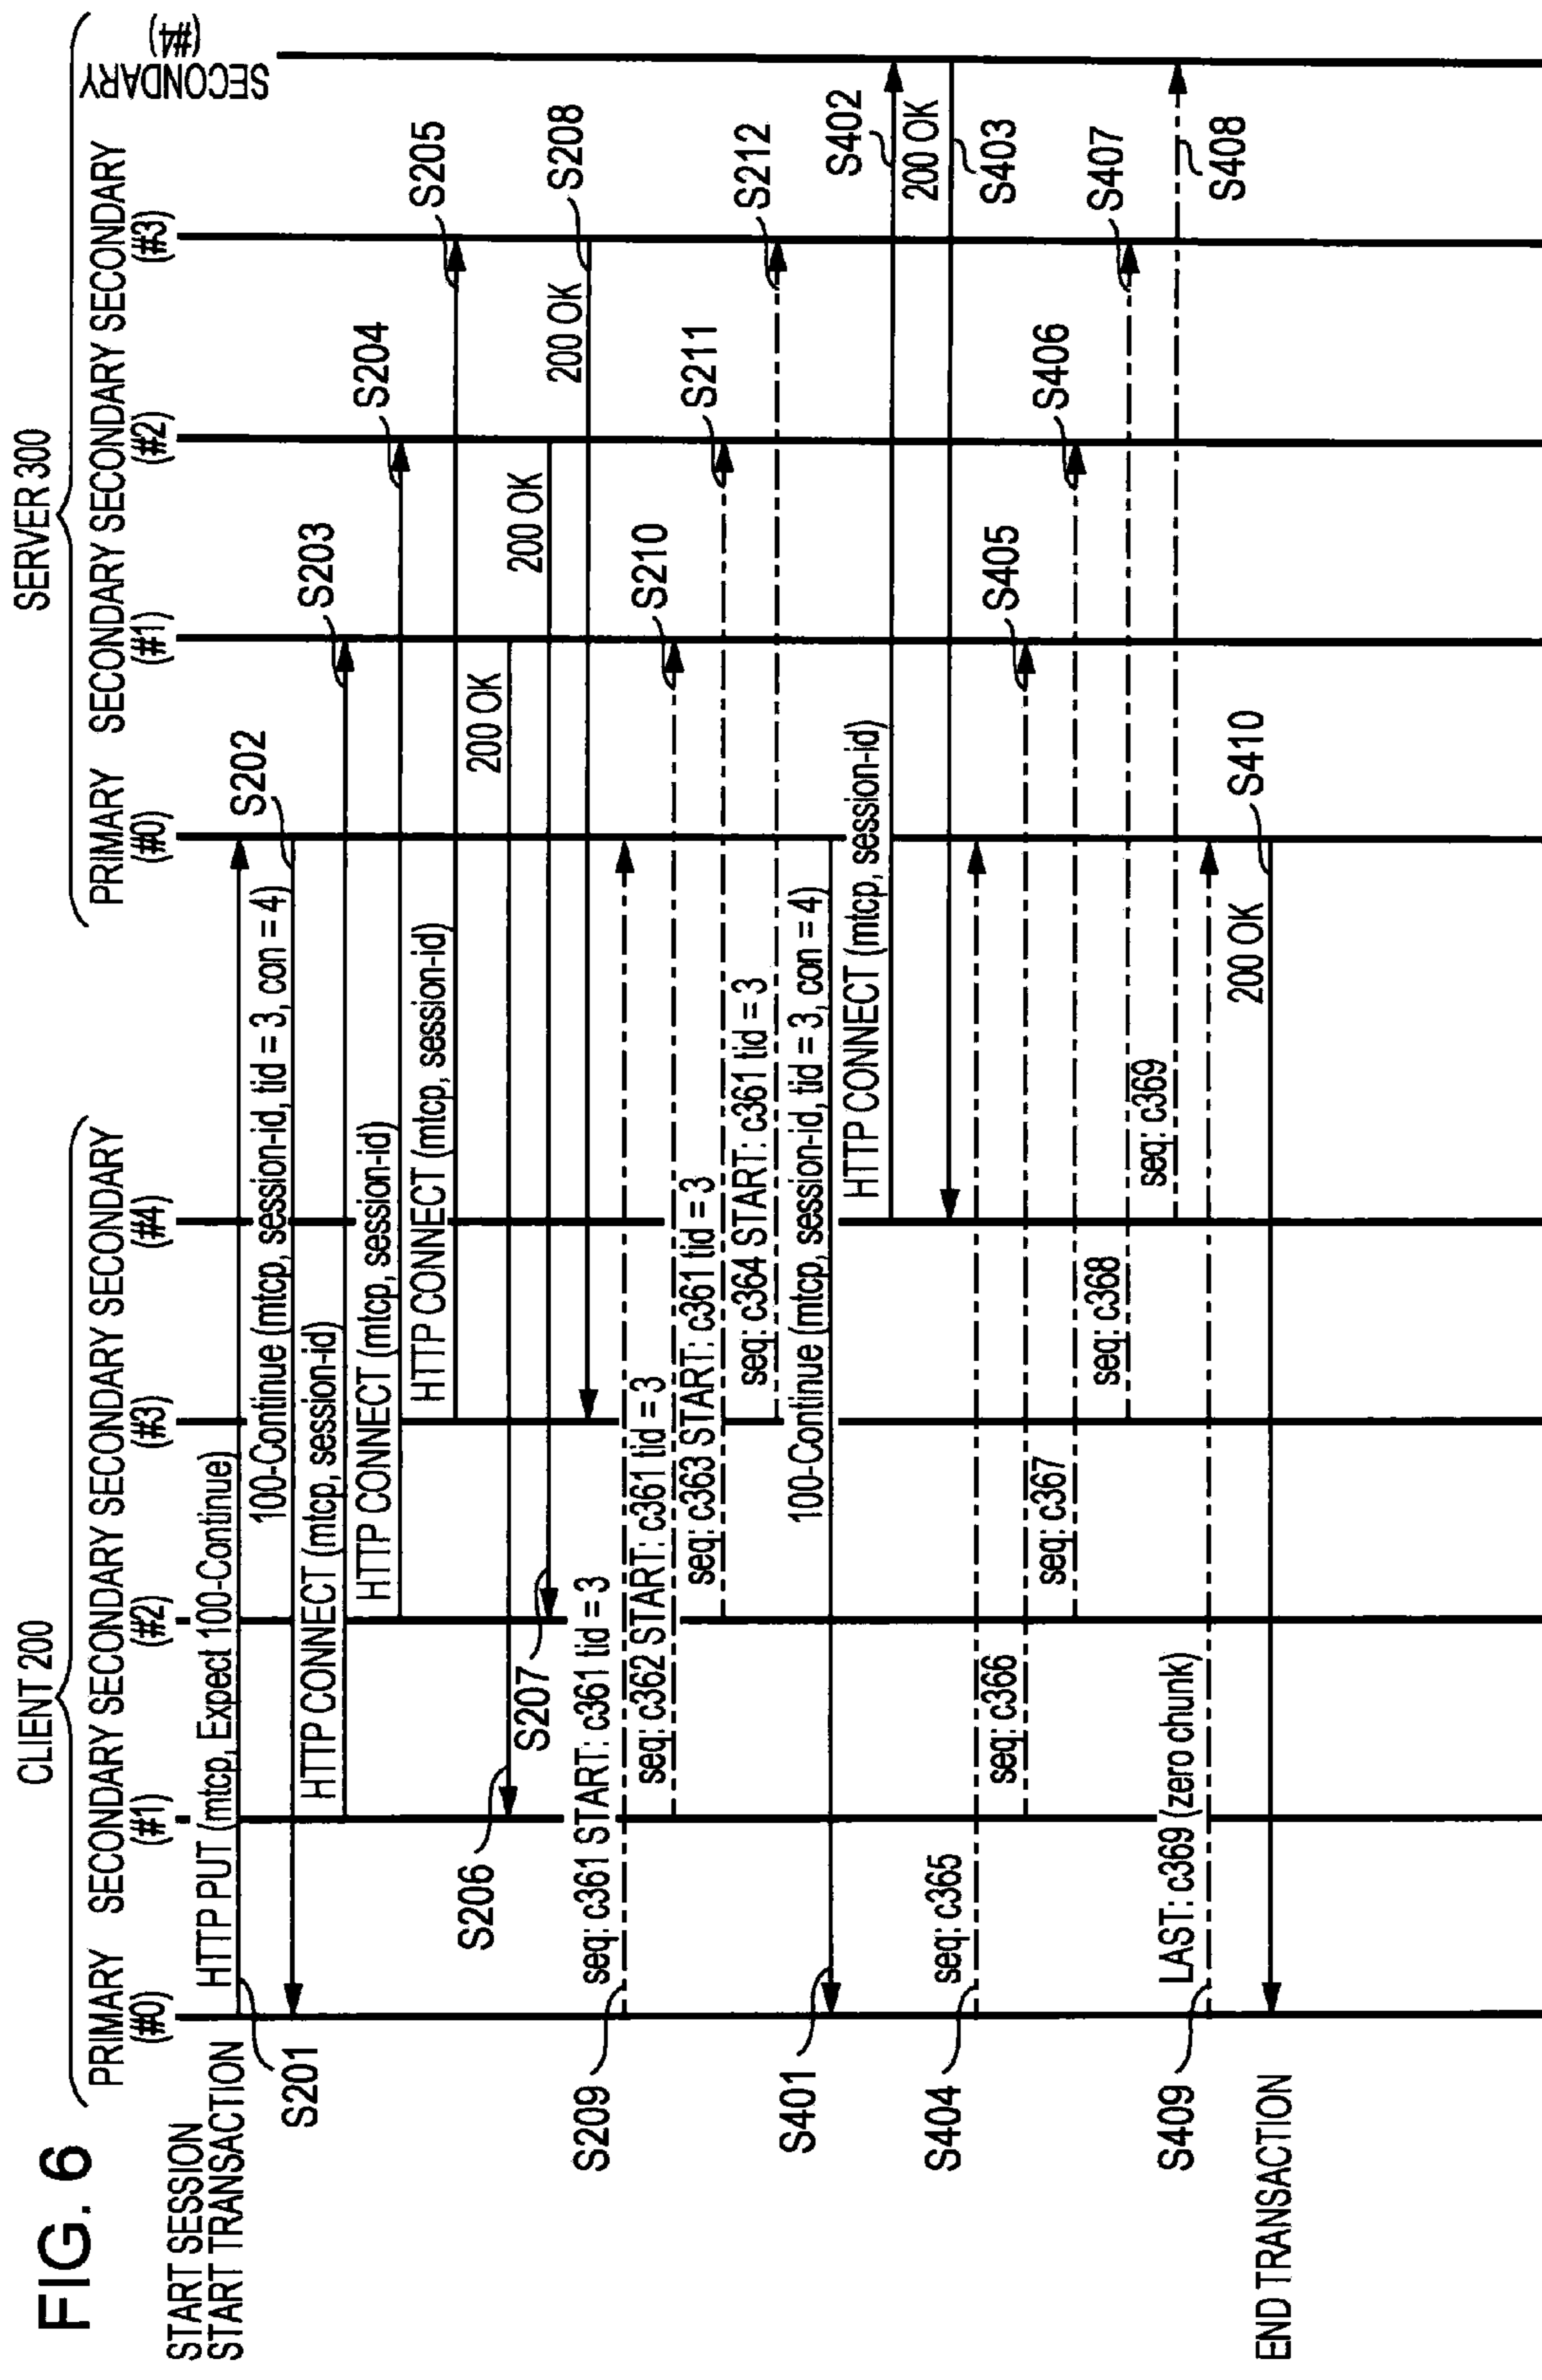 FIG. 6
CLIENT 200
SERVER 300
PRIMARY SECONDARY SECONDARY SECONDARY SECONDARY
(#0) (#1) (#2) (#3) (#4)
PRIMARY SECONDARY SECONDARY SECONDARY
(#0) (#1) (#2) (#3)
SECONDARY
(#4)
START SESSION
START TRANSACTION
HTTP PUT (mtcp, Expect 100-Continue)
S201
100-Continue (mtcp, session-id, tid = 3, con = 4)
S202
HTTP CONNECT (mtcp, session-id)
S203
HTTP CONNECT (mtcp, session-id)
S204
HTTP CONNECT (mtcp, session-id)
S205
S206
200 OK
S207
200 OK
200 OK
S208
S209
seq: c361 START: c361 tid = 3
seq: c362 START: c361 tid = 3
S210
seq: c363 START: c361 tid = 3
S211
seq: c364 START: c361 tid = 3
S212
S401
100-Continue (mtcp, session-id, tid = 3, con = 4)
HTTP CONNECT (mtcp, session-id)
S402
200 OK
S403
S404
seq: c365
seq: c366
S405
seq: c367
S406
seq: c368
S407
seq: c369
S408
S409
LAST: c369 (zero chunk)
END TRANSACTION
200 OK
S410